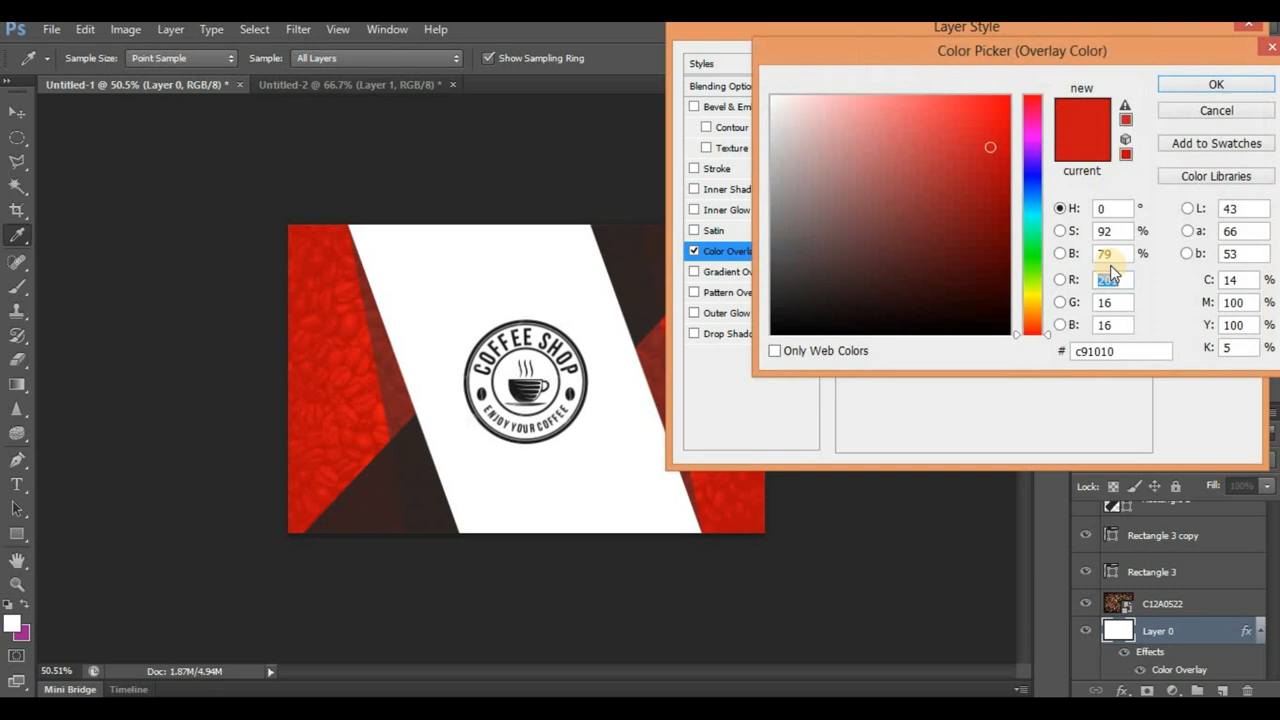 Ps File Edit Image Layer Type Select Filter View Window Help
Layer Style
Color Picker (Overlay Color)
Sample Size: Point Sample Sample: All Layers Show Sampling Ring
Untitled-1 @ 50.5% (Layer 0, RGB/8) * Untitled-2 @ 66.7% (Layer 1, RGB/8) *
Styles
Blending Optio
Bevel & Em
Contour
Texture
Stroke
Inner Shad
Inner Glow
Satin
Color Overla
Gradient Ov
Pattern Ove
Outer Glow
Drop Shado
new
current
OK
Cancel
Add to Swatches
Color Libraries
H: 0 ° L: 43
S: 92 % a: 66
B: 79 % b: 53
R: C: 14 %
G: 16 M: 100 %
B: 16 Y: 100 %
# c91010 K: 5 %
Only Web Colors
COFFEE SHOP
ENJOY YOUR COFFEE
Lock: Fill: 100%
Rectangle 3 copy
Rectangle 3
C12A0522
Layer 0 fx
Effects
Color Overlay
50.51% Doc: 1.87M/4.94M
Mini Bridge Timeline
fx